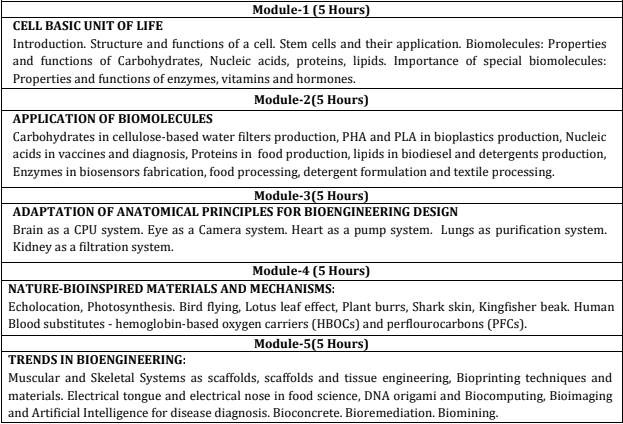 Module-1 (5 Hours)
CELL BASIC UNIT OF LIFE
Introduction. Structure and functions of a cell. Stem cells and their application. Biomolecules: Properties
and functions of Carbohydrates, Nucleic acids, proteins, lipids. Importance of special biomolecules:
Properties and functions of enzymes, vitamins and hormones.
Module-2(5 Hours)
APPLICATION OF BIOMOLECULES
Carbohydrates in cellulose-based water filters production, PHA and PLA in bioplastics production, Nucleic
acids in vaccines and diagnosis, Proteins in food production, lipids in biodiesel and detergents production,
Enzymes in biosensors fabrication, food processing, detergent formulation and textile processing.
Module-3(5 Hours)
ADAPTATION OF ANATOMICAL PRINCIPLES FOR BIOENGINEERING DESIGN
Brain as a CPU system. Eye as a Camera system. Heart as a pump system. Lungs as purification system.
Kidney as a filtration system.
Module-4 (5 Hours)
NATURE-BIOINSPIRED MATERIALS AND MECHANISMS:
Echolocation, Photosynthesis. Bird flying, Lotus leaf effect, Plant burrs, Shark skin, Kingfisher beak. Human
Blood substitutes - hemoglobin-based oxygen carriers (HBOCs) and perflourocarbons (PFCs).
Module-5(5 Hours)
TRENDS IN BIOENGINEERING:
Muscular and Skeletal Systems as scaffolds, scaffolds and tissue engineering, Bioprinting techniques and
materials. Electrical tongue and electrical nose in food science, DNA origami and Biocomputing, Bioimaging
and Artificial Intelligence for disease diagnosis. Bioconcrete. Bioremediation. Biomining.